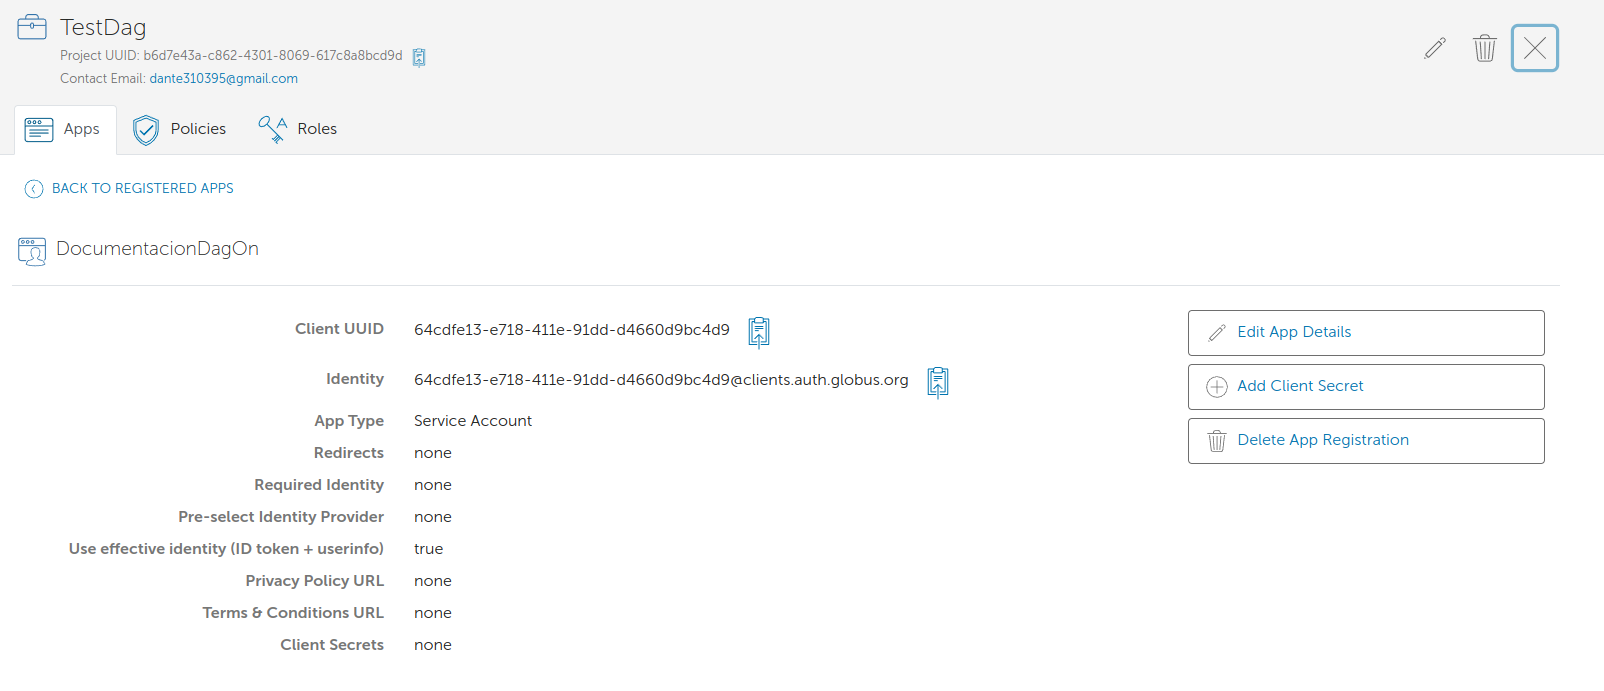 TestDag
Project UUID: b6d7e43a-c862-4301-8069-617c8a8bcd9d
Contact Email: dante310395@gmail.com
Apps
Policies
Roles
BACK TO REGISTERED APPS
DocumentacionDagOn
Client UUID 64cdfe13-e718-411e-91dd-d4660d9bc4d9
Identity 64cdfe13-e718-411e-91dd-d4660d9bc4d9@clients.auth.globus.org
App Type Service Account
Redirects none
Required Identity none
Pre-select Identity Provider none
Use effective identity (ID token + userinfo) true
Privacy Policy URL none
Terms & Conditions URL none
Client Secrets none
Edit App Details
Add Client Secret
Delete App Registration